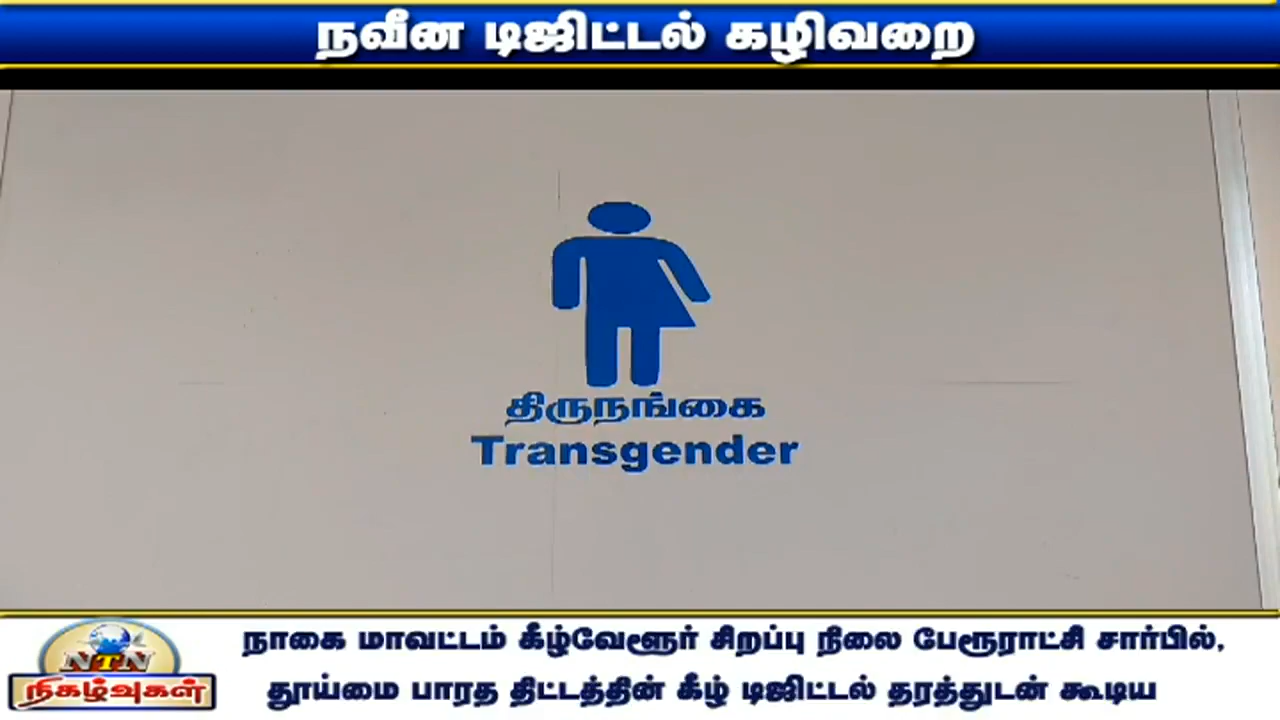 நவீன டிஜிட்டல் கழிவறை
திருநங்கை
Transgender
NTN
நிகழ்வுகள்
நாகை மாவட்டம் கீழ்வேளூர் சிறப்பு நிலை பேரூராட்சி சார்பில்,
தூய்மை பாரத திட்டத்தின் கீழ் டிஜிட்டல் தரத்துடன் கூடிய